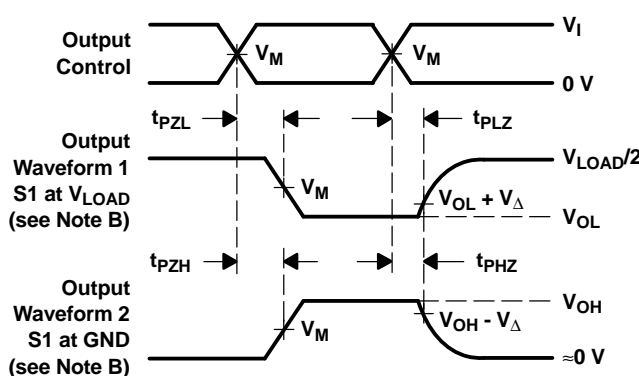 Output
Control
V_M
V_M
V_I
0 V
t_PZL
t_PLZ
Output
Waveform 1
S1 at V_LOAD
(see Note B)
V_M
V_OL + V_Δ
V_LOAD/2
V_OL
t_PZH
t_PHZ
Output
Waveform 2
S1 at GND
(see Note B)
V_M
V_OH - V_Δ
V_OH
≈0 V